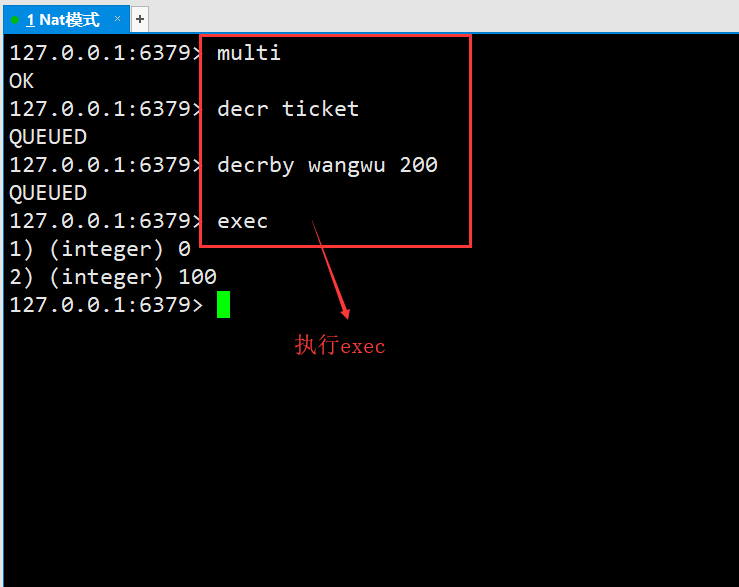 1 Nat模式 × +
127.0.0.1:6379> multi
OK
127.0.0.1:6379> decr ticket
QUEUED
127.0.0.1:6379> decrby wangwu 200
QUEUED
127.0.0.1:6379> exec
1) (integer) 0
2) (integer) 100
127.0.0.1:6379>
执行exec